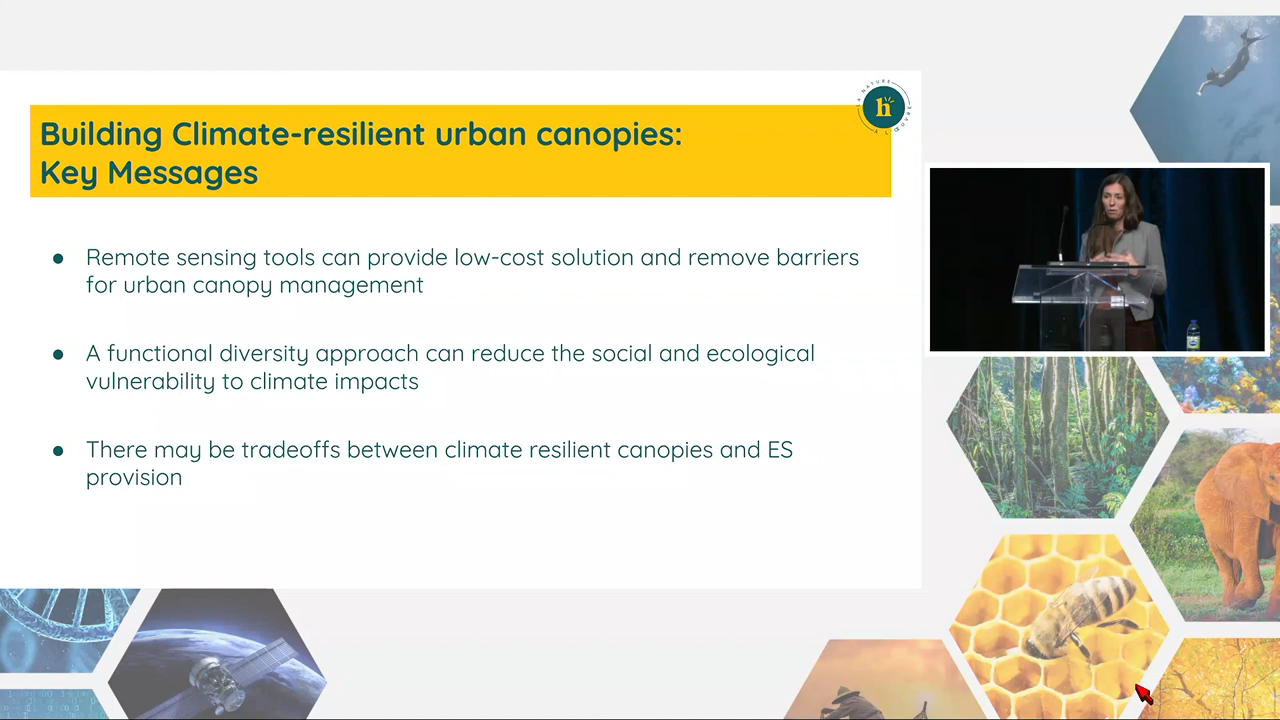 Building Climate-resilient urban canopies:
Key Messages
h
● Remote sensing tools can provide low-cost solution and remove barriers
for urban canopy management
● A functional diversity approach can reduce the social and ecological
vulnerability to climate impacts
● There may be tradeoffs between climate resilient canopies and ES
provision